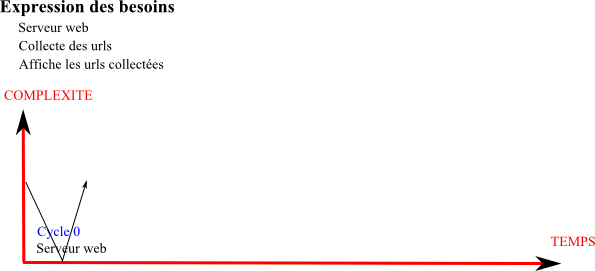 Expression des besoins
Serveur web
Collecte des urls
Affiche les urls collectées
COMPLEXITE
Cycle 0
TEMPS
Serveur web